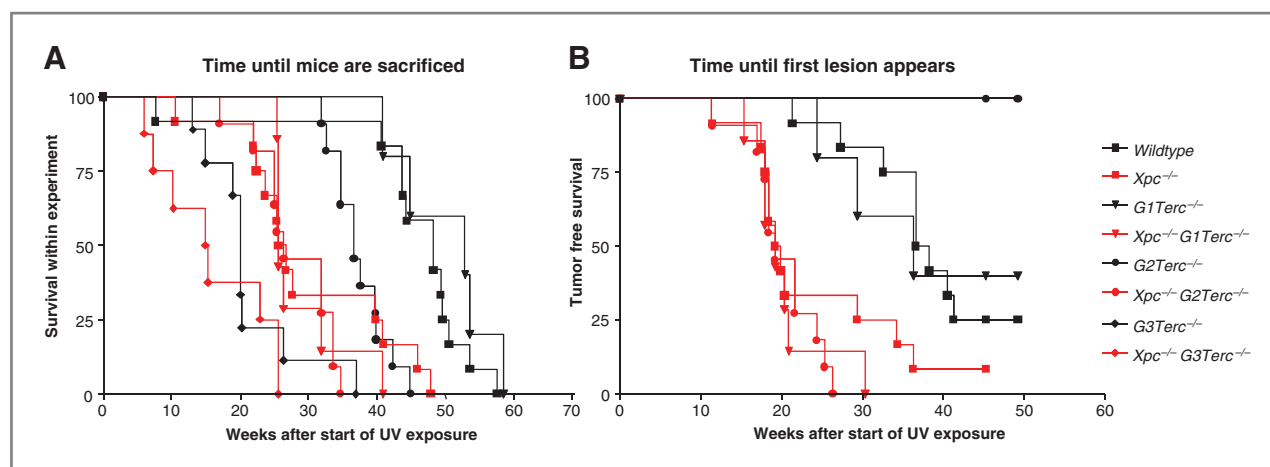 A
Time until mice are sacrificed
Survival within experiment
100
75
50
25
0
0 10 20 30 40 50 60 70
Weeks after start of UV exposure
B
Time until first lesion appears
Tumor free survival
100
75
50
25
0
0 10 20 30 40 50 60
Weeks after start of UV exposure
Wildtype
Xpc⁻/⁻
G1Terc⁻/⁻
Xpc⁻/⁻ G1Terc⁻/⁻
G2Terc⁻/⁻
Xpc⁻/⁻ G2Terc⁻/⁻
G3Terc⁻/⁻
Xpc⁻/⁻ G3Terc⁻/⁻